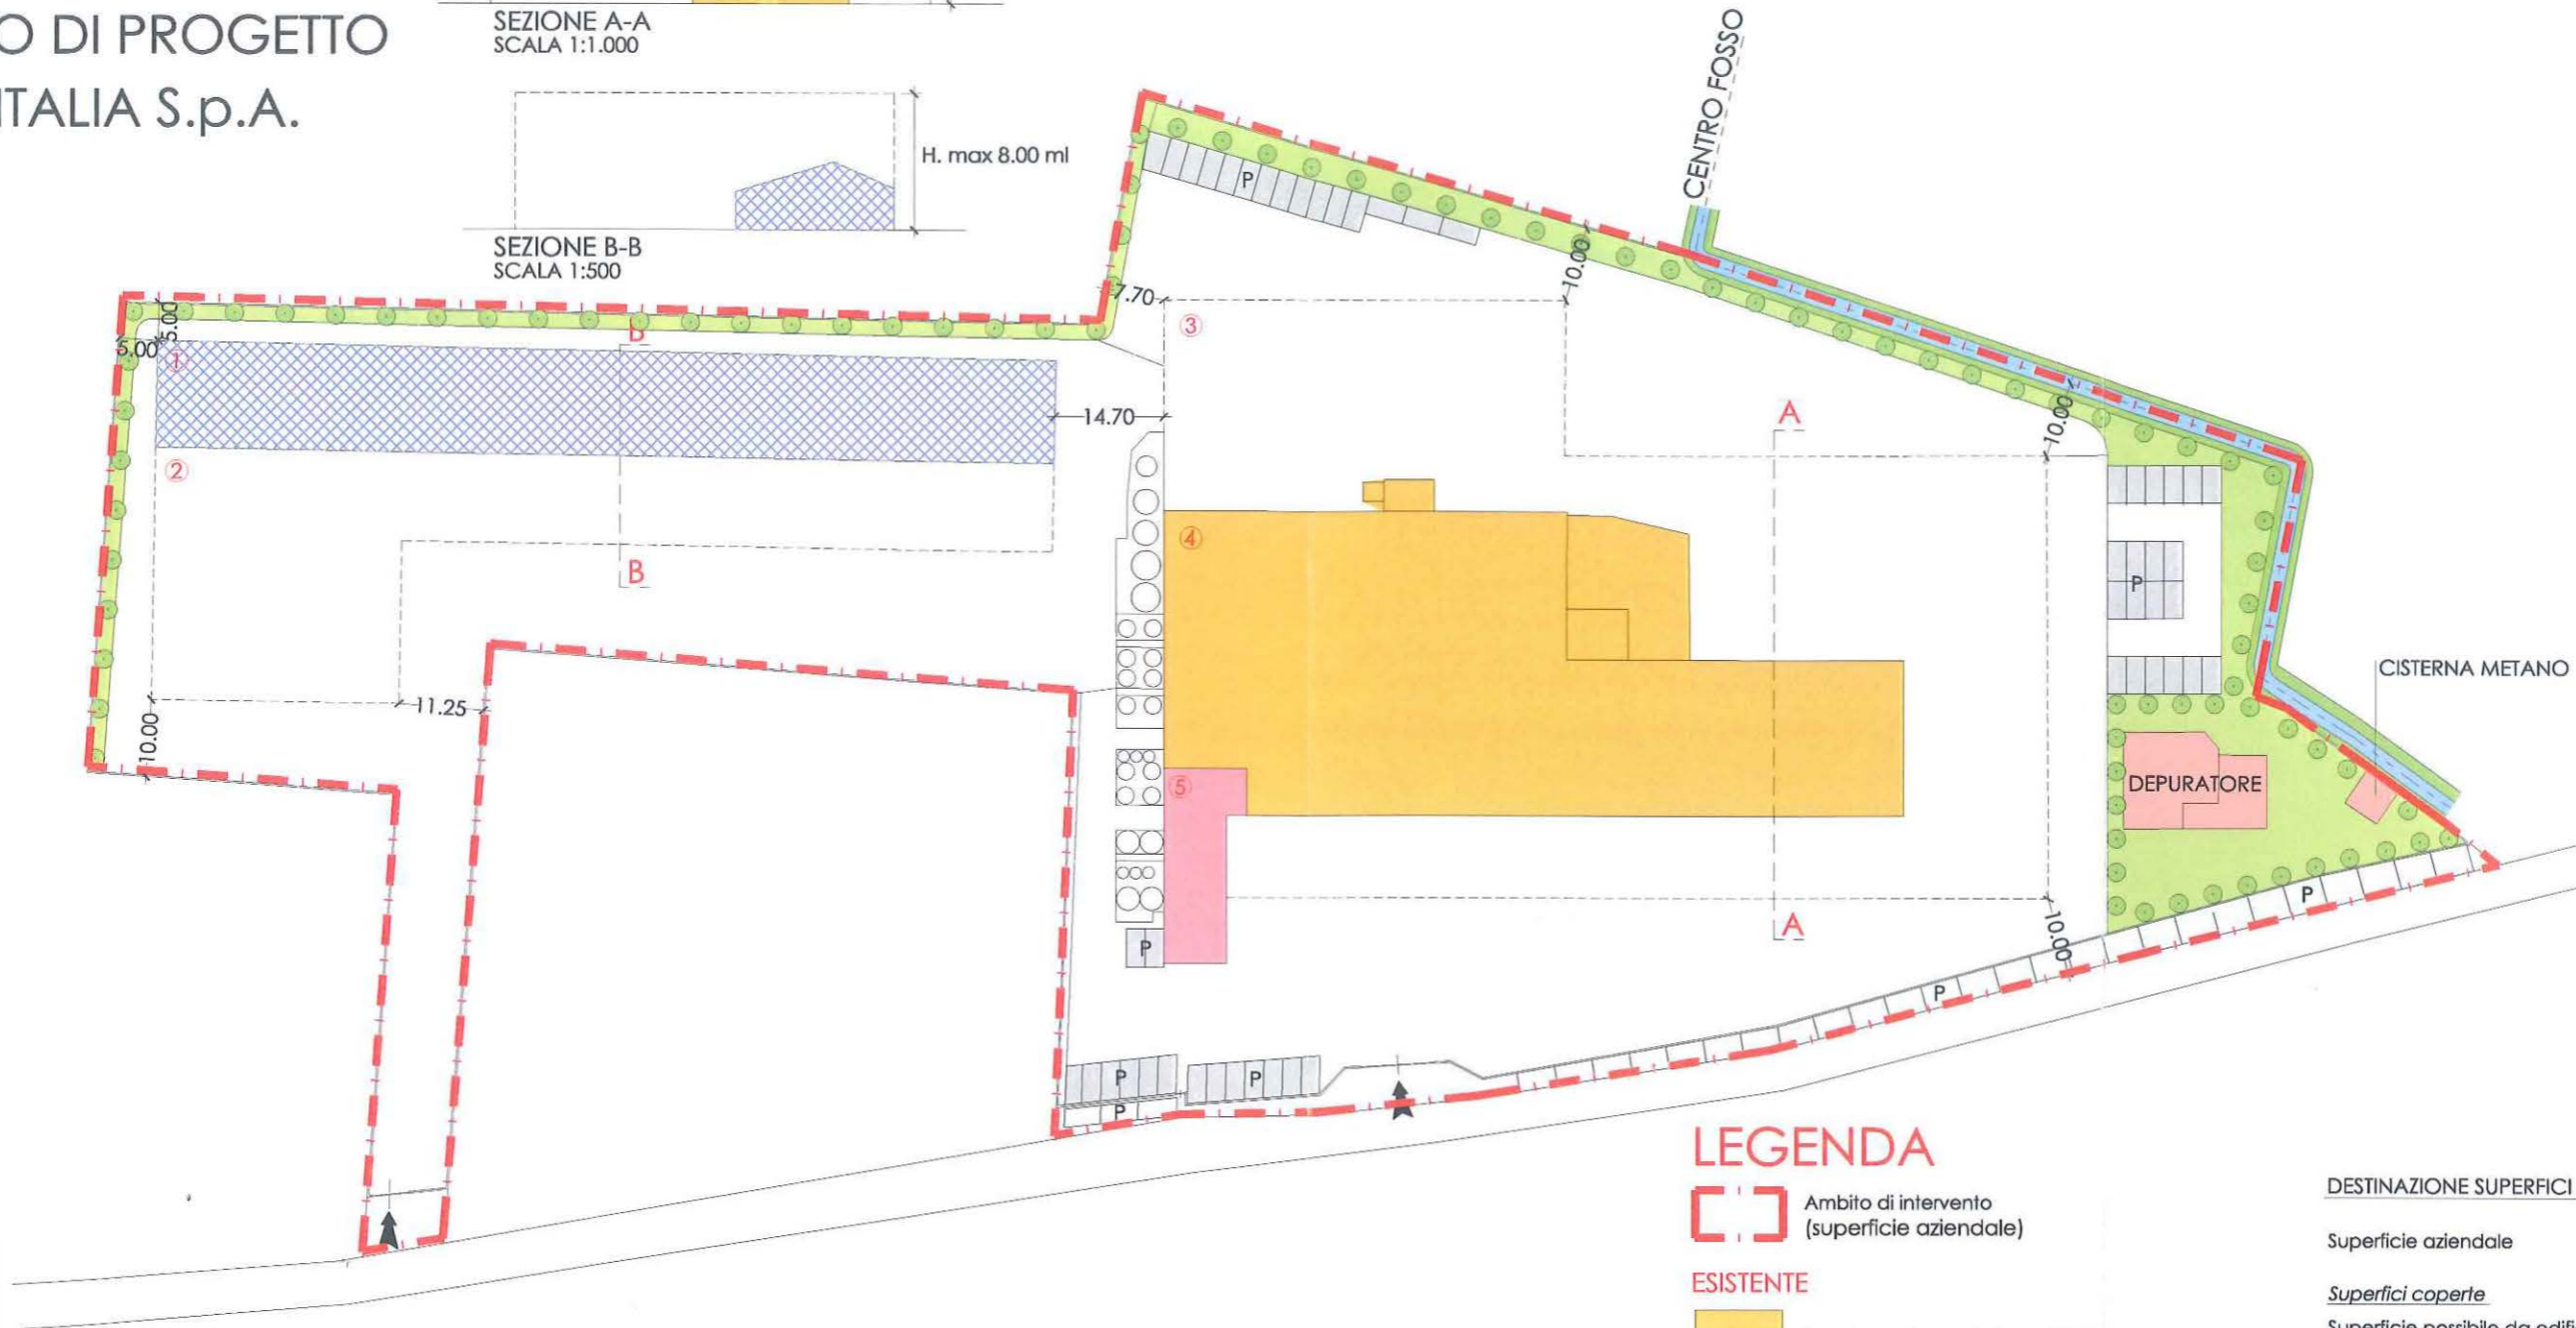 O DI PROGETTO
ITALIA S.p.A.
SEZIONE A-A
SCALA 1:1.000
H. max 8.00 ml
SEZIONE B-B
SCALA 1:500
CENTRO FOSSO
P
10.00
7.70
3
5.00
5.00
1
B
14.70
A
10.00
2
4
B
P
11.25
10.00
CISTERNA METANO
5
DEPURATORE
P
A
10.00
P
P
P
P
P
LEGENDA
Ambito di intervento
(superficie aziendale)
ESISTENTE
DESTINAZIONE SUPERFICI
Superficie aziendale
Superfici coperte